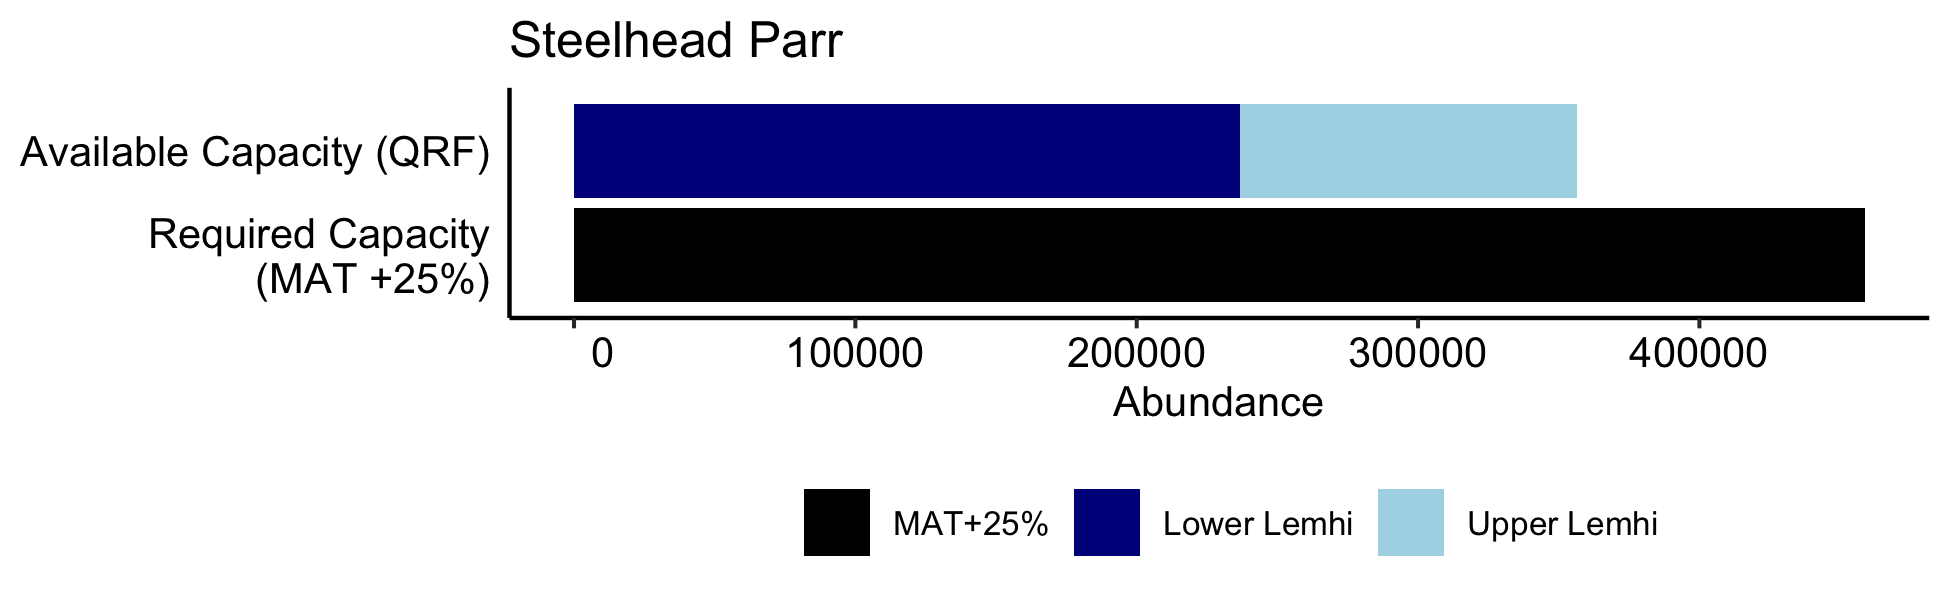 Steelhead Parr
Available Capacity (QRF)
Required Capacity
(MAT +25%)
0 100000 200000 300000 400000
Abundance
MAT+25% Lower Lemhi Upper Lemhi